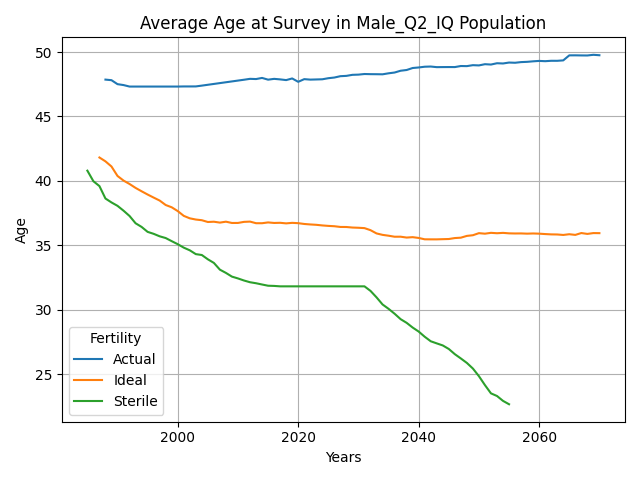 Average Age at Survey in Male_Q2_IQ Population
Age
50
45
40
35
30
25
Fertility
Actual
Ideal
Sterile
2000 2020 2040 2060
Years